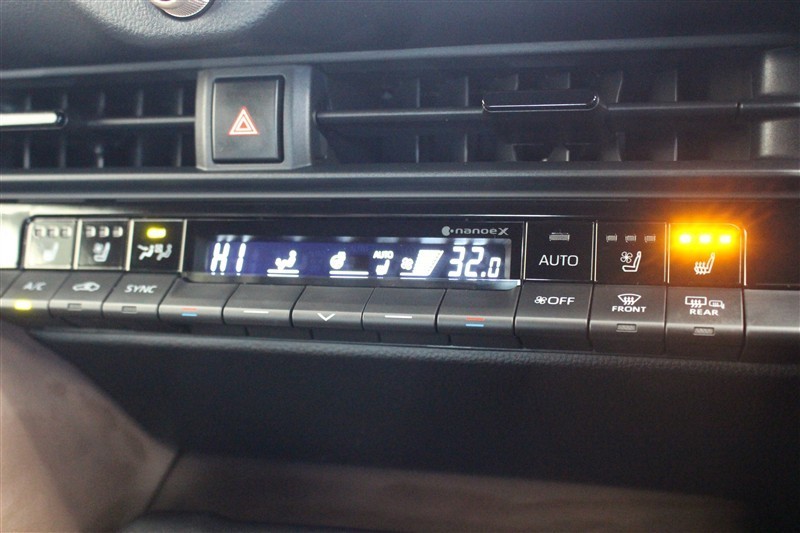 nanoeX
HI
AUTO
32.0
AUTO
A/C
SYNC
OFF
FRONT
REAR